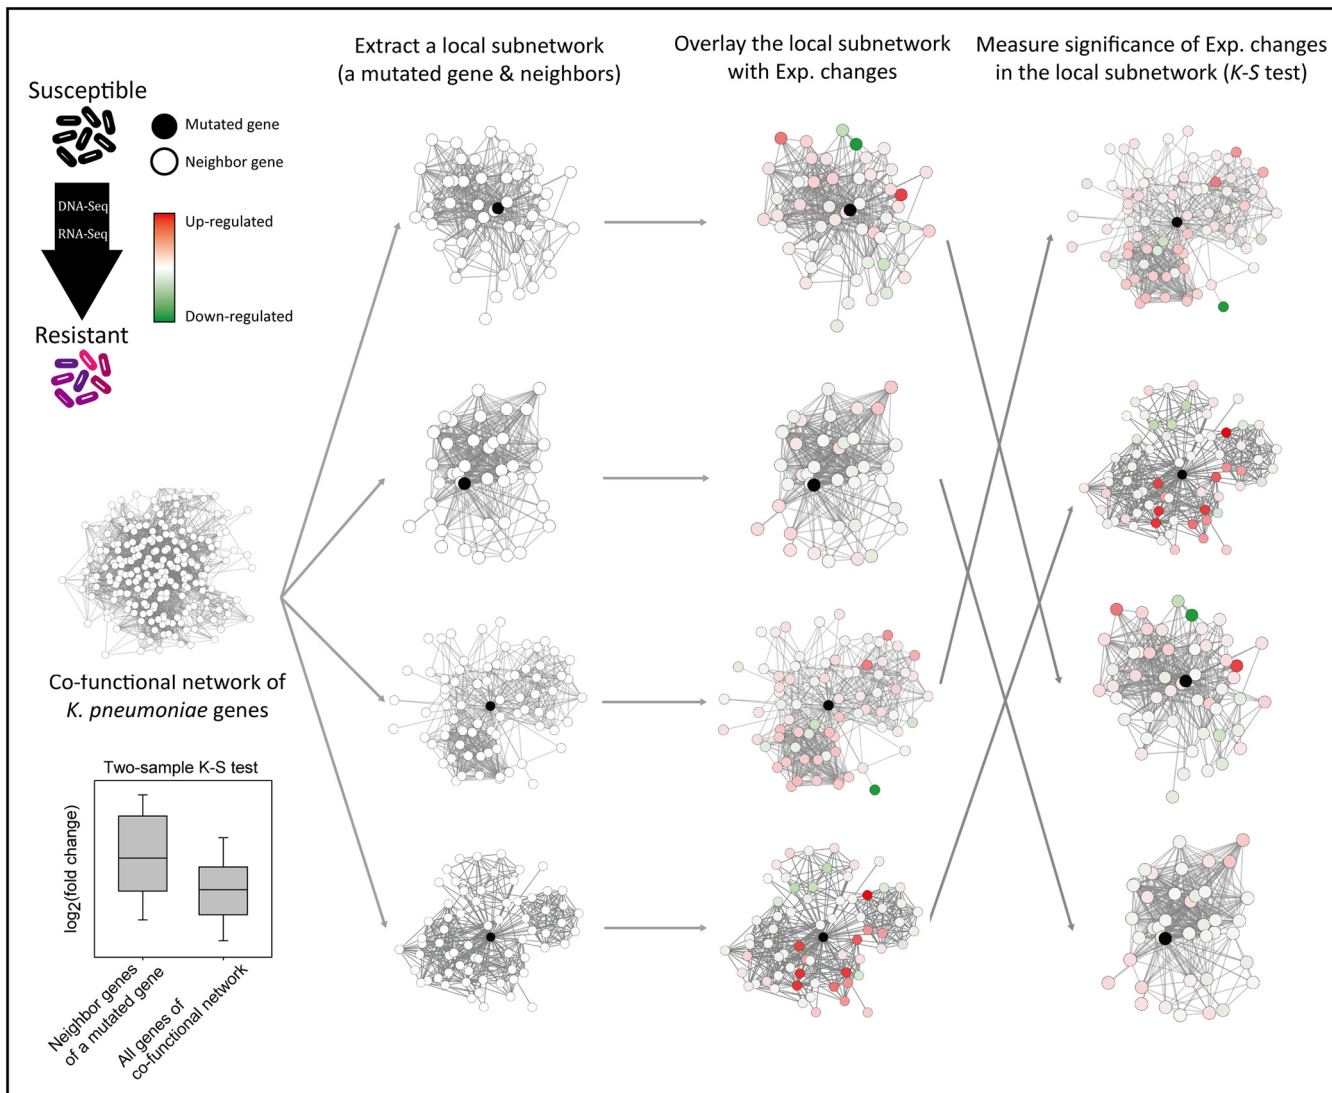 Extract a local subnetwork
(a mutated gene & neighbors)
Overlay the local subnetwork
with Exp. changes
Measure significance of Exp. changes
in the local subnetwork (K-S test)
Susceptible
Mutated gene
Neighbor gene
DNA-Seq
RNA-Seq
Up-regulated
Down-regulated
Resistant
Co-functional network of
K. pneumoniae genes
Two-sample K-S test
log2(fold change)
Neighbor genes
of a mutated gene
All genes of
co-functional network